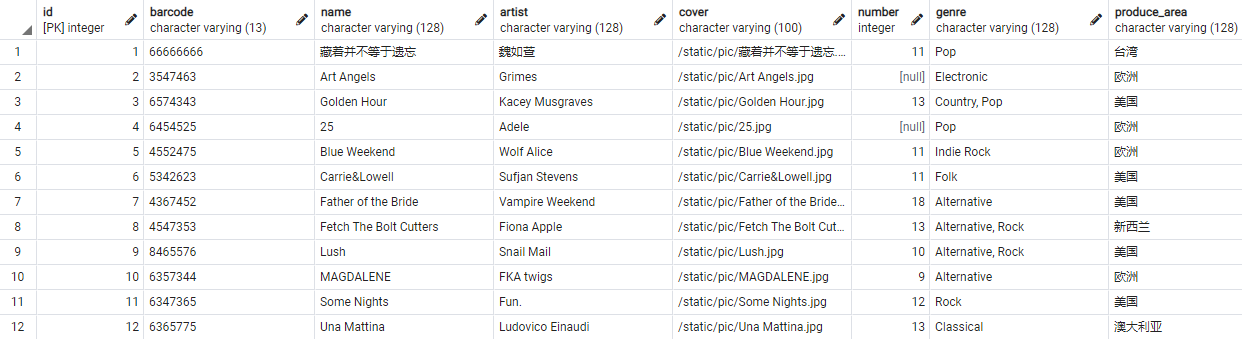 id barcode name artist cover number genre produce_area
[PK] integer character varying (13) character varying (128) character varying (128) character varying (100) integer character varying (128) character varying (128)
1 1 66666666 藏着并不等于遗忘 魏如萱 /static/pic/藏着并不等于遗忘.... 11 Pop 台湾
2 2 3547463 Art Angels Grimes /static/pic/Art Angels.jpg [null] Electronic 欧洲
3 3 6574343 Golden Hour Kacey Musgraves /static/pic/Golden Hour.jpg 13 Country, Pop 美国
4 4 6454525 25 Adele /static/pic/25.jpg [null] Pop 欧洲
5 5 4552475 Blue Weekend Wolf Alice /static/pic/Blue Weekend.jpg 11 Indie Rock 欧洲
6 6 5342623 Carrie&Lowell Sufjan Stevens /static/pic/Carrie&Lowell.jpg 11 Folk 美国
7 7 4367452 Father of the Bride Vampire Weekend /static/pic/Father of the Bride... 18 Alternative 美国
8 8 4547353 Fetch The Bolt Cutters Fiona Apple /static/pic/Fetch The Bolt Cut... 13 Alternative, Rock 新西兰
9 9 8465576 Lush Snail Mail /static/pic/Lush.jpg 10 Alternative, Rock 美国
10 10 6357344 MAGDALENE FKA twigs /static/pic/MAGDALENE.jpg 9 Alternative 欧洲
11 11 6347365 Some Nights Fun. /static/pic/Some Nights.jpg 12 Rock 美国
12 12 6365775 Una Mattina Ludovico Einaudi /static/pic/Una Mattina.jpg 13 Classical 澳大利亚